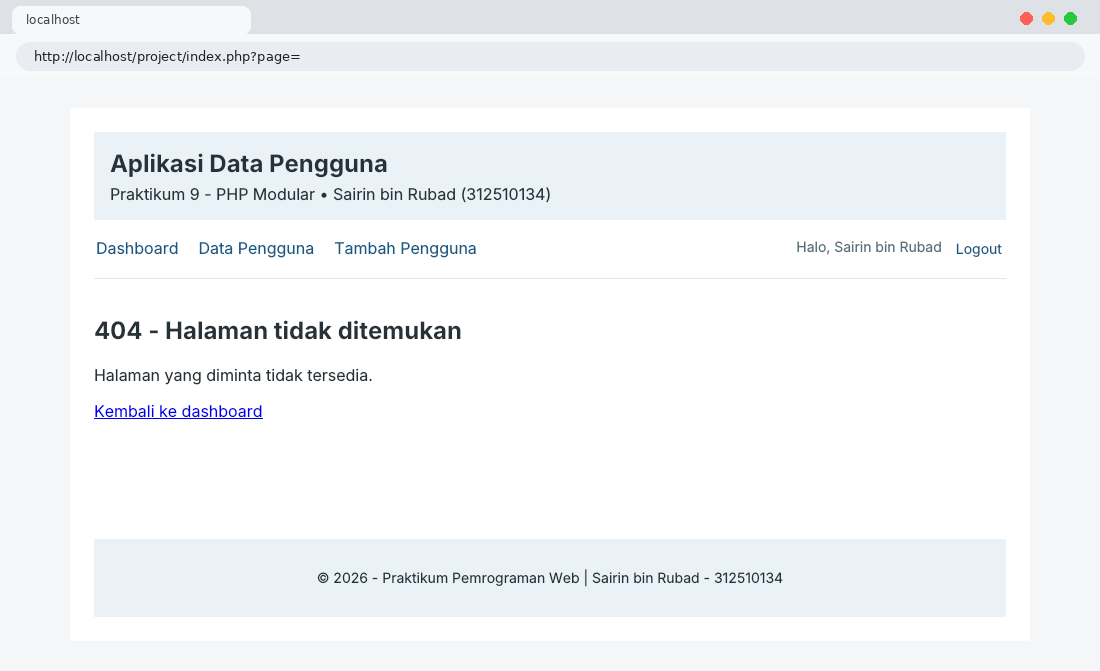 localhost
http://localhost/project/index.php?page=
Aplikasi Data Pengguna
Praktikum 9 - PHP Modular • Sairin bin Rubad (312510134)
Dashboard Data Pengguna Tambah Pengguna Halo, Sairin bin Rubad Logout
404 - Halaman tidak ditemukan
Halaman yang diminta tidak tersedia.
Kembali ke dashboard
© 2026 - Praktikum Pemrograman Web | Sairin bin Rubad - 312510134